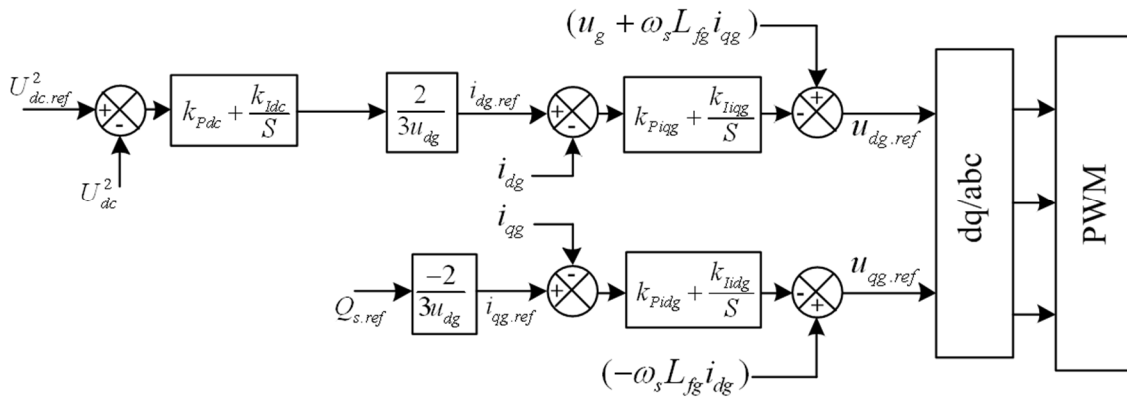 (u_g + ω_s L_fg i_qg)
U²_dc.ref
+
-
k_Pdc + k_Idc/S
2/3u_dg
i_dg.ref
+
-
k_Piqg + k_Iiqg/S
+
-
u_dg.ref
U²_dc
i_dg
i_qg
Q_s.ref
-2/3u_dg
i_qg.ref
-
+
k_Pidg + k_Iidg/S
-
+
u_qg.ref
(-ω_s L_fg i_dg)
dq/abc
PWM